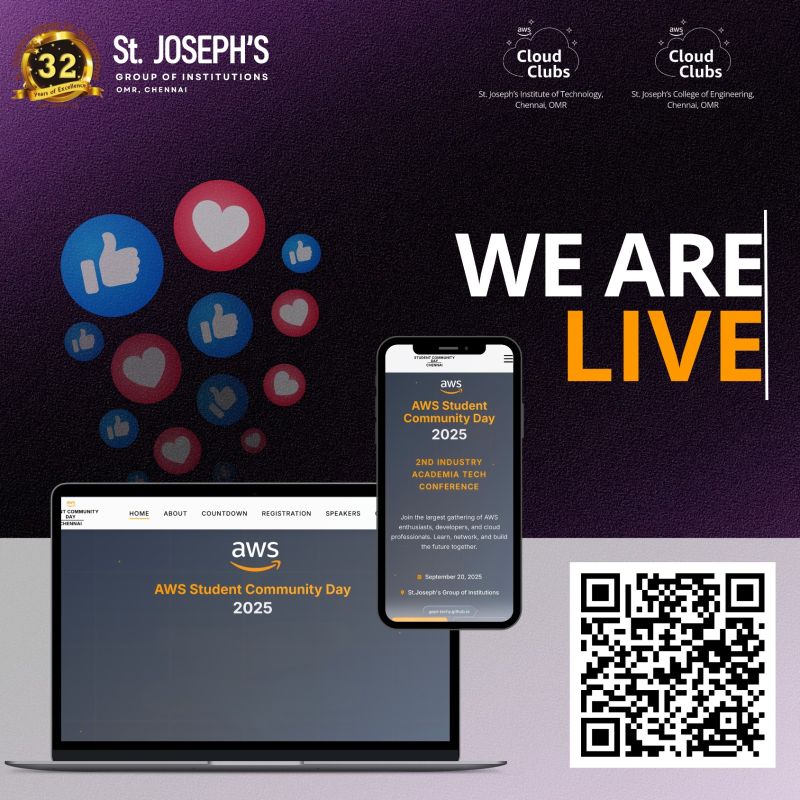 32
Years of Excellence
St. JOSEPH'S
GROUP OF INSTITUTIONS
OMR, CHENNAI
aws
Cloud
Clubs
St. Joseph's Institute of Technology,
Chennai, OMR
aws
Cloud
Clubs
St. Joseph's College of Engineering,
Chennai, OMR
WE ARE
LIVE
STUDENT COMMUNITY
DAY
CHENNAI
aws
AWS Student
Community Day
2025
2ND INDUSTRY
ACADEMIA TECH
CONFERENCE
Join the largest gathering of AWS
enthusiasts, developers, and cloud
professionals. Learn, network, and build
the future together.
September 20, 2025
St.Joseph's Group of Institutions
NT COMMUNITY
DAY
CHENNAI
HOME ABOUT COUNTDOWN REGISTRATION SPEAKERS
aws
AWS Student Community Day
2025